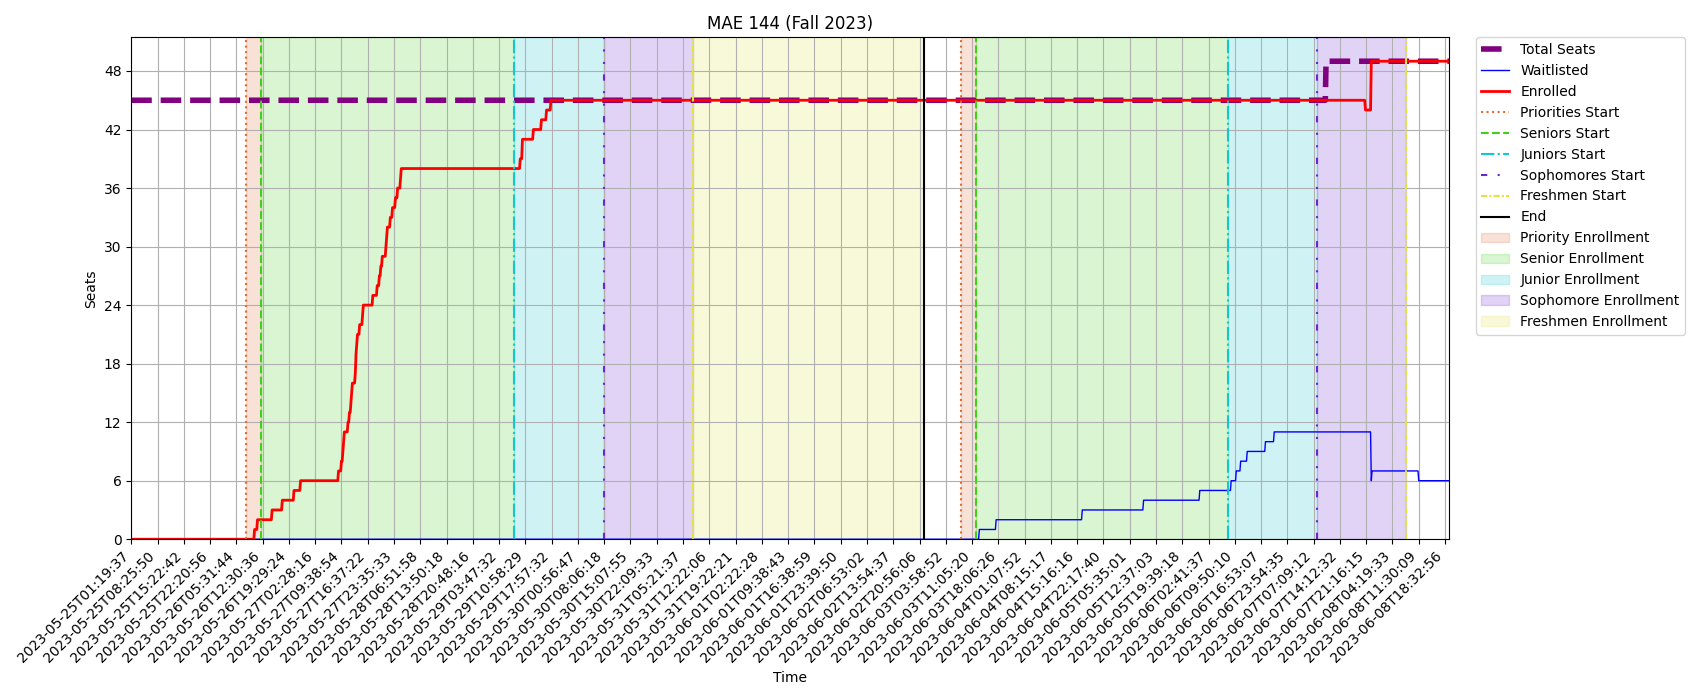 MAE 144 (Fall 2023)
Seats
48
42
36
30
24
18
12
6
0
2023-05-25T01:19:37
2023-05-25T08:25:50
2023-05-25T15:22:42
2023-05-25T22:20:56
2023-05-26T05:31:44
2023-05-26T12:30:36
2023-05-26T19:29:24
2023-05-27T02:28:16
2023-05-27T09:38:54
2023-05-27T16:37:22
2023-05-27T23:35:33
2023-05-28T06:51:58
2023-05-28T13:50:18
2023-05-28T20:48:16
2023-05-29T03:47:32
2023-05-29T10:58:29
2023-05-29T17:57:32
2023-05-30T00:56:47
2023-05-30T08:06:18
2023-05-30T15:07:55
2023-05-30T22:09:33
2023-05-31T05:21:37
2023-05-31T12:22:06
2023-05-31T19:22:21
2023-06-01T02:22:28
2023-06-01T09:38:43
2023-06-01T16:38:59
2023-06-01T23:39:50
2023-06-02T06:53:02
2023-06-02T13:54:37
2023-06-02T20:56:06
2023-06-03T03:58:52
2023-06-03T11:05:20
2023-06-03T18:06:26
2023-06-04T01:07:52
2023-06-04T08:15:17
2023-06-04T15:16:16
2023-06-04T22:17:40
2023-06-05T05:35:01
2023-06-05T12:37:03
2023-06-05T19:39:18
2023-06-06T02:41:37
2023-06-06T09:50:10
2023-06-06T16:53:07
2023-06-06T23:54:35
2023-06-07T07:09:12
2023-06-07T14:12:32
2023-06-07T21:16:15
2023-06-08T04:19:33
2023-06-08T11:30:09
2023-06-08T18:32:56
Time
Total Seats
Waitlisted
Enrolled
Priorities Start
Seniors Start
Juniors Start
Sophomores Start
Freshmen Start
End
Priority Enrollment
Senior Enrollment
Junior Enrollment
Sophomore Enrollment
Freshmen Enrollment